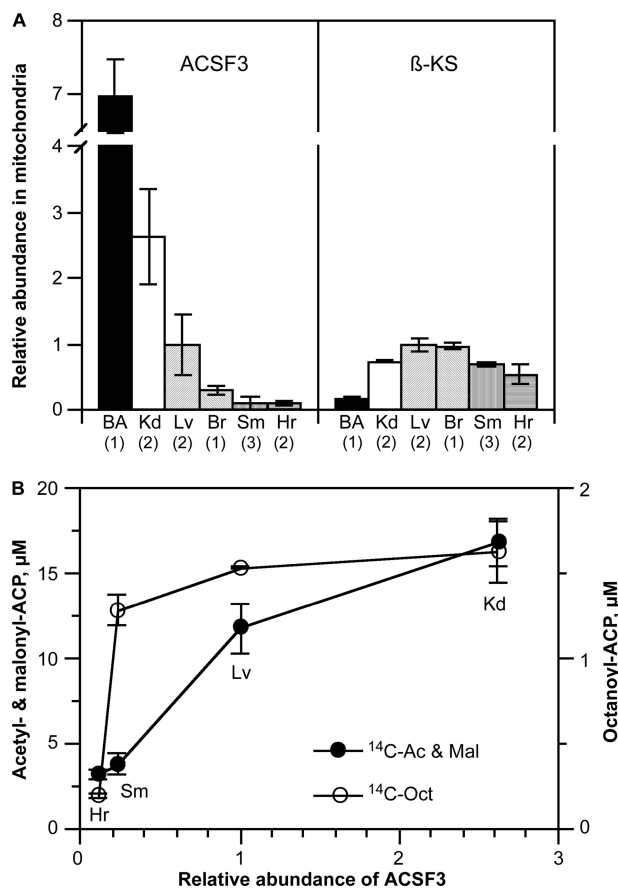 A
Relative abundance in mitochondria
8
7
4
3
2
1
0
ACSF3
ß-KS
BA Kd Lv Br Sm Hr BA Kd Lv Br Sm Hr
(1) (2) (2) (1) (3) (2) (1) (2) (2) (1) (3) (2)
B
Acetyl- & malonyl-ACP, µM
20
15
10
5
0
Octanoyl-ACP, µM
2
1
0
Kd
Lv
Sm
Hr
¹⁴C-Ac & Mal
¹⁴C-Oct
0 1 2 3
Relative abundance of ACSF3